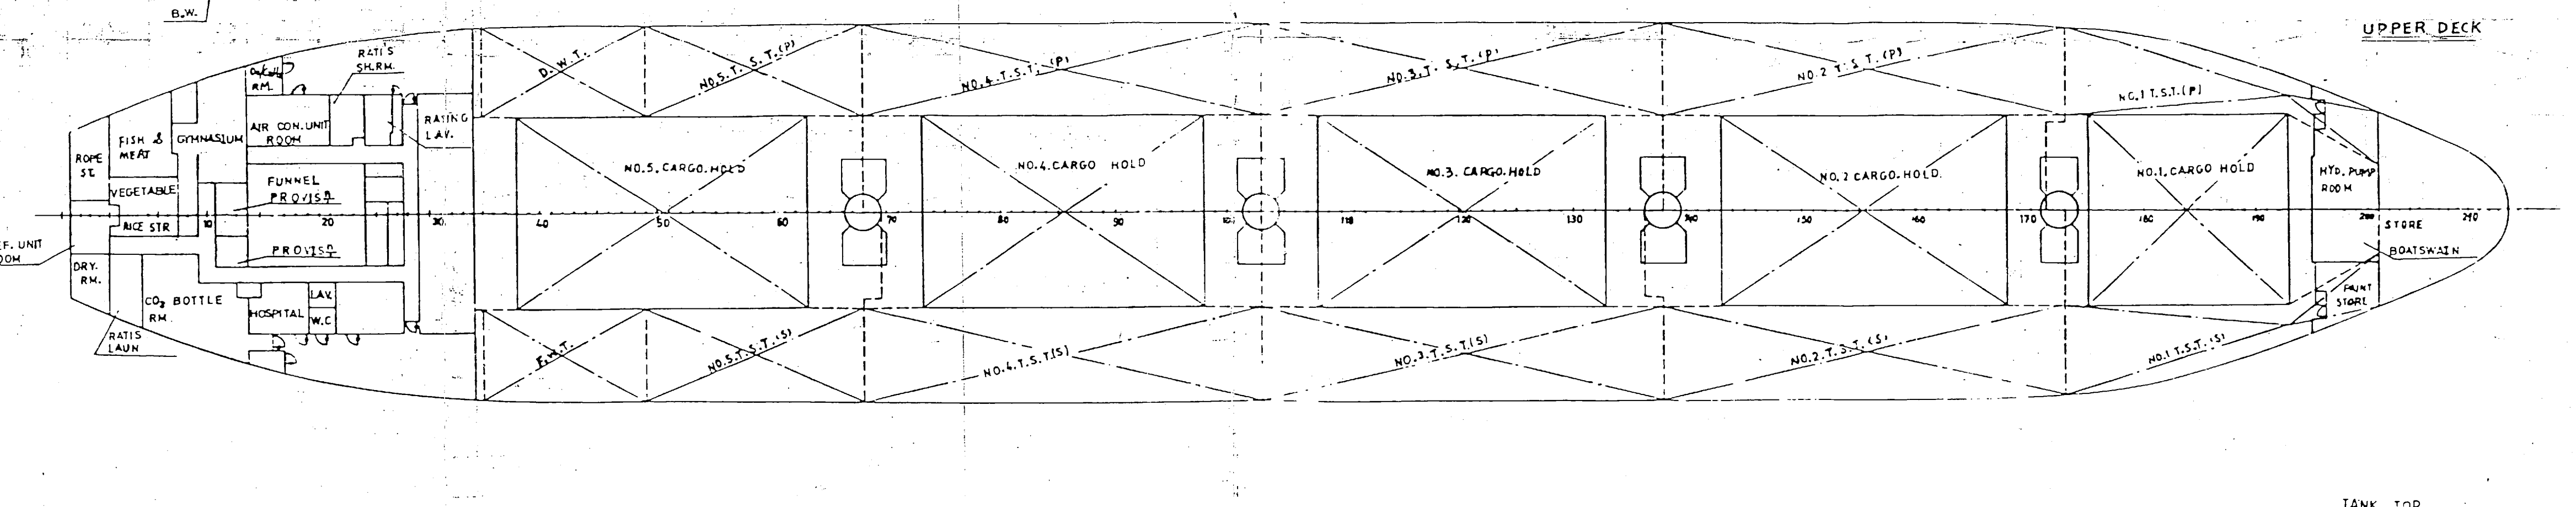 B.W.
UPPER DECK
RATI'S
SH.RM.
RM.
D.W.T.
NO.5.T.S.T.(P)
NO.4.T.S.T.(P)
NO.3.T.S.T.(P)
NO.2 T.S.T.(P)
NO.1 T.S.T.(P)
ROPE
ST.
FISH &
MEAT
GYMNASIUM
AIR CON.UNIT
ROOM
RATING
LAV.
VEGETABLE
FUNNEL
PROVISN
RICE STR
PROVISN
NO.5.CARGO.HOLD
NO.4.CARGO HOLD
NO.3.CARGO.HOLD
NO.2 CARGO.HOLD.
NO.1.CARGO HOLD
HYD.PUMP
ROOM
10 20 30 40 50 60 70 80 90 100 110 120 130 140 150 160 170 180 190 200 210
STORE
BOATSWAIN
EF. UNIT
OOM
DRY.
RM.
CO2 BOTTLE
RM.
HOSPITAL
LAV.
W.C
PAINT
STORE
RATIS
LAUN
F.W.T.
NO.5.T.S.T.(S)
NO.4.T.S.T(S)
NO.3.T.S.T(S)
NO.2.T.S.T.(S)
NO.1 T.S.T.(S)
TANK TOP